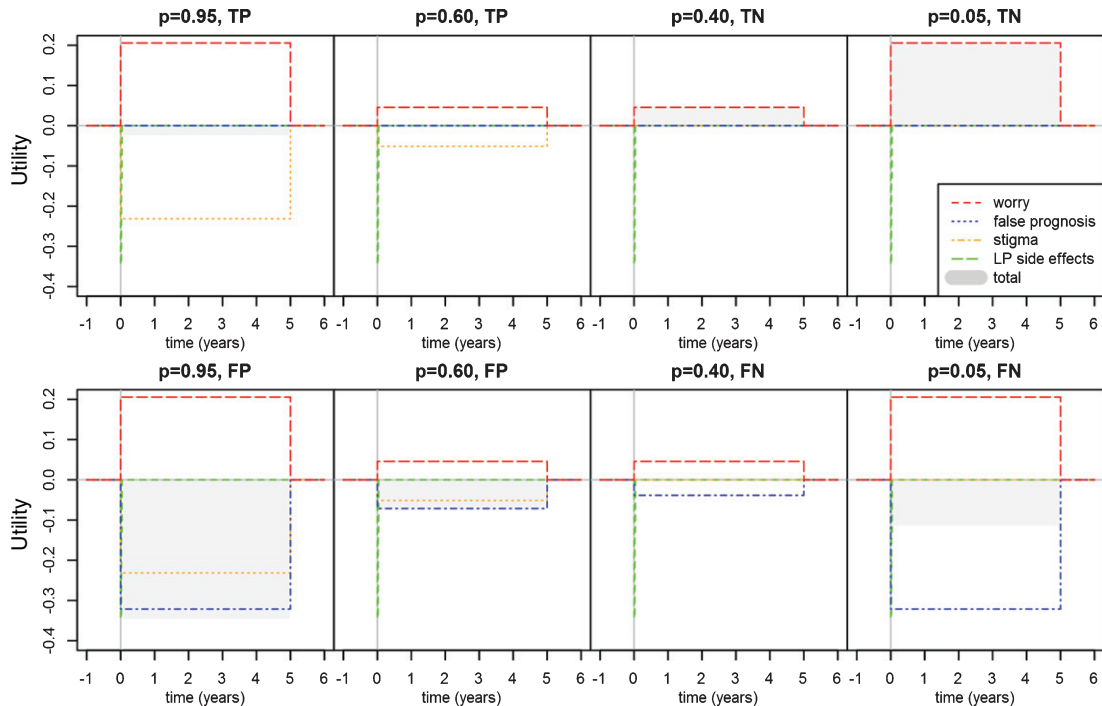 p=0.95, TP
p=0.60, TP
p=0.40, TN
p=0.05, TN
Utility
0.2
0.1
0.0
-0.1
-0.2
-0.3
-0.4
worry
false prognosis
stigma
LP side effects
total
-1 0 1 2 3 4 5 6
-1 0 1 2 3 4 5 6
-1 0 1 2 3 4 5 6
-1 0 1 2 3 4 5 6
time (years)
time (years)
time (years)
time (years)
p=0.95, FP
p=0.60, FP
p=0.40, FN
p=0.05, FN
Utility
0.2
0.1
0.0
-0.1
-0.2
-0.3
-0.4
-1 0 1 2 3 4 5 6
-1 0 1 2 3 4 5 6
-1 0 1 2 3 4 5 6
-1 0 1 2 3 4 5 6
time (years)
time (years)
time (years)
time (years)